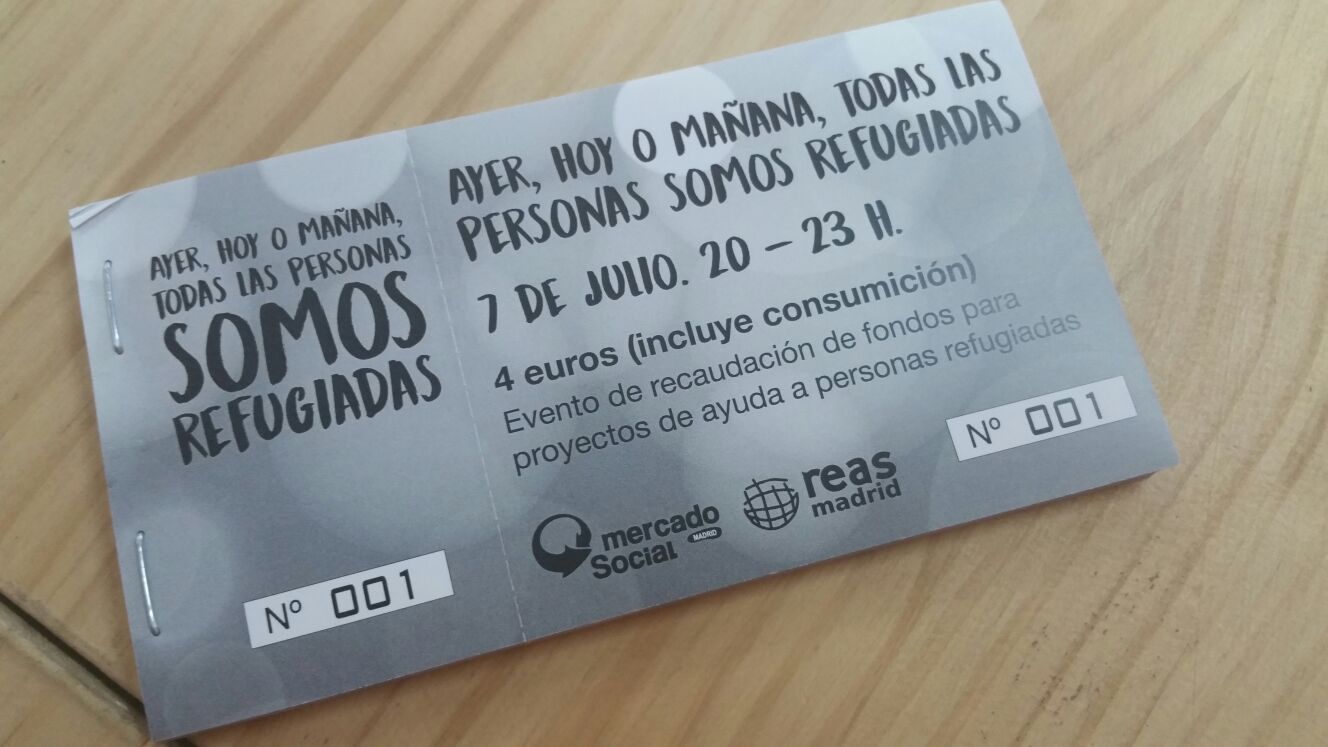 AYER, HOY O MAÑANA,
TODAS LAS PERSONAS
SOMOS
REFUGIADAS
Nº 001
AYER, HOY O MAÑANA, TODAS LAS
PERSONAS SOMOS REFUGIADAS
7 DE JULIO. 20 – 23 H.
4 euros (incluye consumición)
Evento de recaudación de fondos para
proyectos de ayuda a personas refugiadas
Nº 001
mercado
Social MADRID
reas
madrid